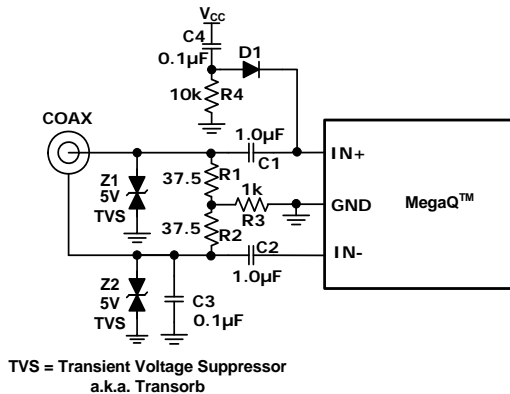 VCC
C4
0.1µF
D1
10k
R4
COAX
1.0µF
C1
IN+
Z1
5V
TVS
37.5
R1
1k
R3
GND
MegaQ™
37.5
R2
C2
1.0µF
IN-
Z2
5V
TVS
C3
0.1µF
TVS = Transient Voltage Suppressor
a.k.a. Transorb